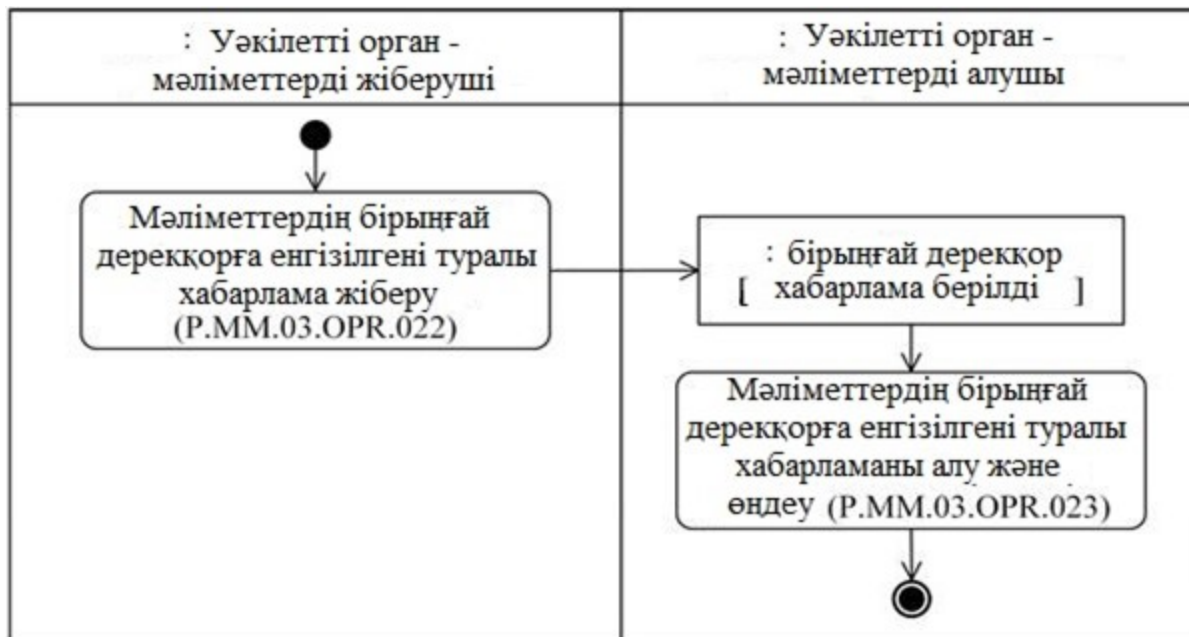 : Уәкілетті орган -
мәліметтерді жіберуші
: Уәкілетті орган -
мәліметтерді алушы
Мәліметтердің бірыңғай
дерекқорға енгізілгені туралы
хабарлама жіберу
(P.MM.03.OPR.022)
: бірыңғай дерекқор
[ хабарлама берілді ]
Мәліметтердің бірыңғай
дерекқорға енгізілгені туралы
хабарламаны алу және
өңдеу (P.MM.03.OPR.023)